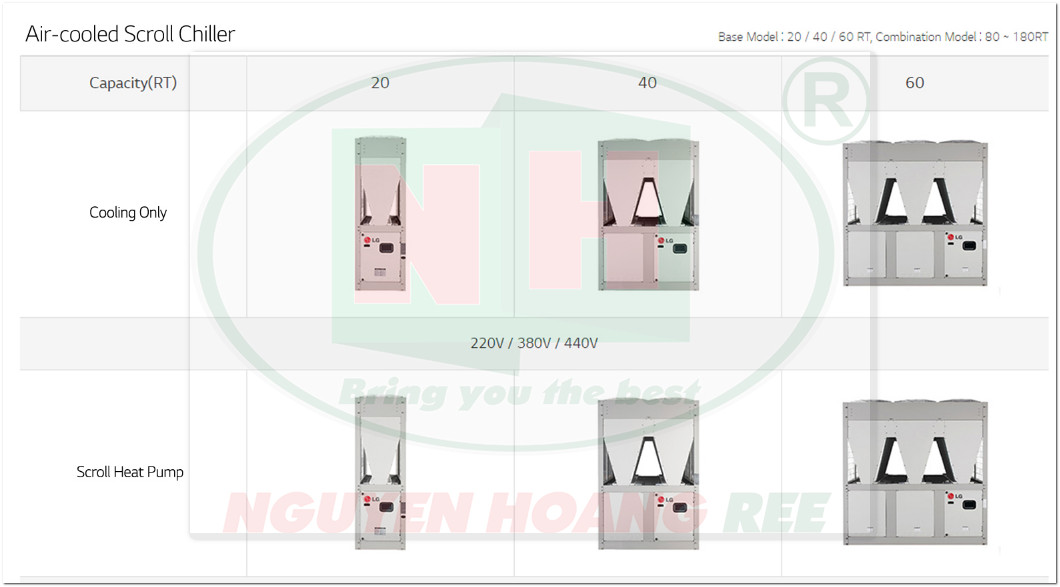 Air-cooled Scroll Chiller
Base Model : 20 / 40 / 60 RT, Combination Model : 80 ~ 180RT
Capacity(RT) 20 40 60
®
NH
Cooling Only
LG LG LG
220V / 380V / 440V
Bring you the best
Scroll Heat Pump
LG LG LG
NGUYEN HOANG REE